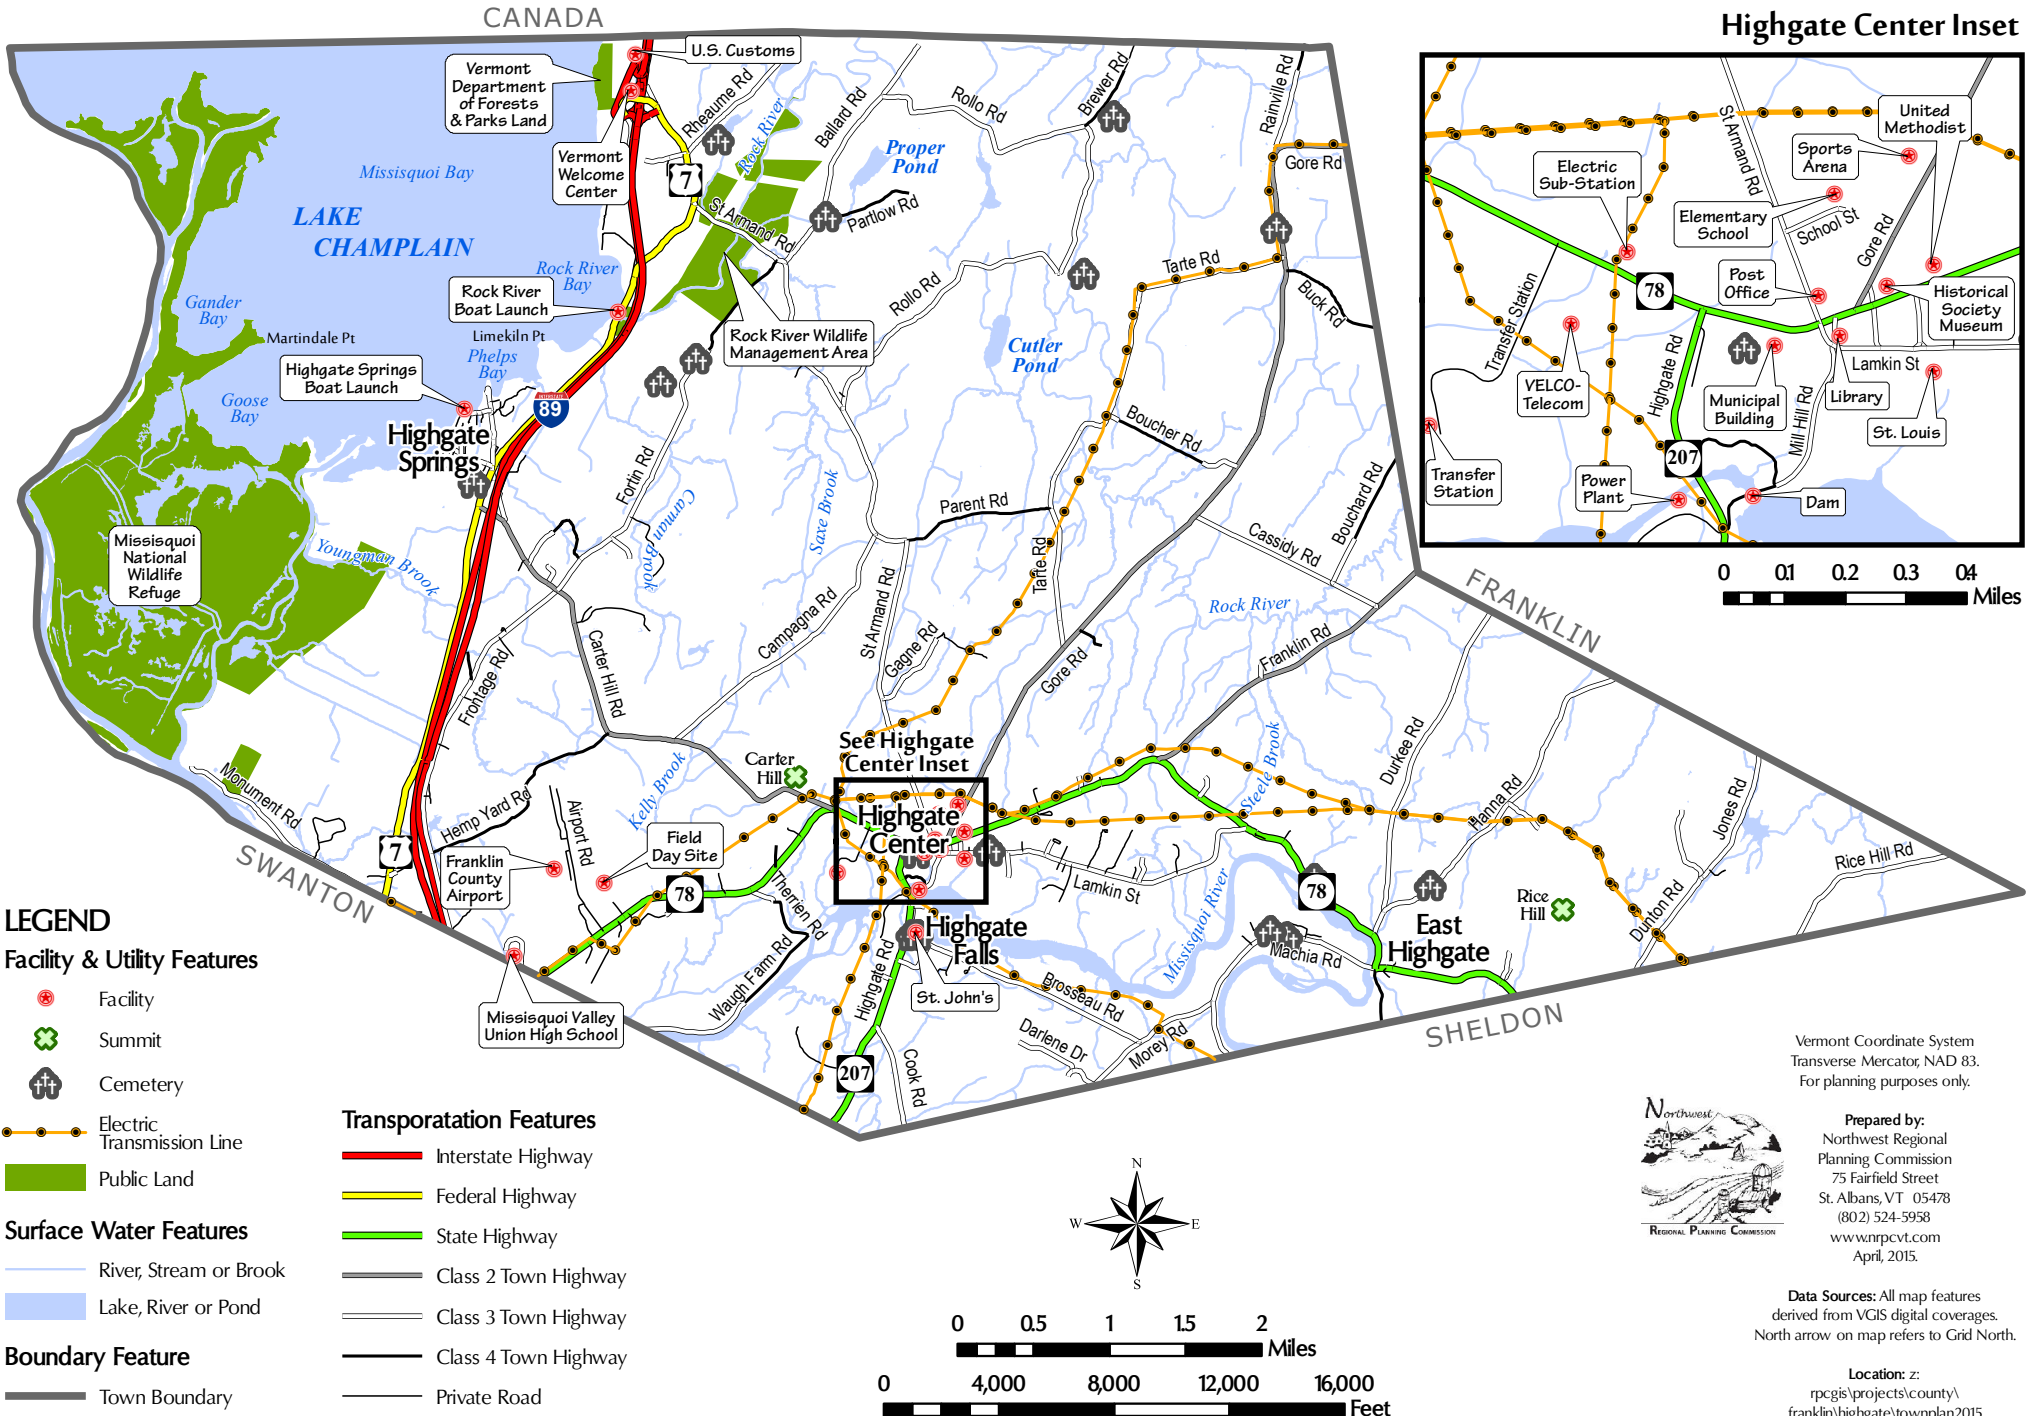 CANADA
Highgate Center Inset
U.S. Customs
Vermont
Department
of Forests
& Parks Land
Rheaume Rd
Rock River
Ballard Rd
Rollo Rd
Brewer Rd
Rainville Rd
Gore Rd
Vermont
Welcome
Center
7
Proper
Pond
Missisquoi Bay
LAKE
CHAMPLAIN
St Armand Rd
Partlow Rd
Rock River
Bay
Rock River
Boat Launch
Rollo Rd
Tarte Rd
Buck Rd
Gander
Bay
Martindale Pt
Limekiln Pt
Phelps
Bay
Rock River Wildlife
Management Area
Cutler
Pond
Highgate Springs
Boat Launch
Goose
Bay
INTERSTATE
89
Highgate
Springs
Boucher Rd
Fortin Rd
Carman Brook
Saxe Brook
Parent Rd
Tarte Rd
Cassidy Rd
Bouchard Rd
Missisquoi
National
Wildlife
Refuge
Youngman Brook
Rock River
FRANKLIN
Carter Hill Rd
Campagna Rd
St Armand Rd
Gagne Rd
Gore Rd
Franklin Rd
Frontage Rd
Durkee Rd
Steele Brook
Kelly Brook
Carter
Hill
See Highgate
Center Inset
Highgate
Center
Monument Rd
Hemp Yard Rd
Airport Rd
Field
Day Site
Franklin
County
Airport
7
78
Therrien Rd
Waugh Farm Rd
Lamkin St
Missisquoi River
78
Hanna Rd
Jones Rd
Rice Hill Rd
Rice
Hill
Dunton Rd
East
Highgate
Machia Rd
SWANTON
Highgate
Falls
St. John's
Highgate Rd
Brosseau Rd
Darlene Dr
Morey Rd
Cook Rd
207
Missisquoi Valley
Union High School
SHELDON
St Armand Rd
United
Methodist
Sports
Arena
Electric
Sub-Station
Elementary
School
School St
Gore Rd
Post
Office
78
Historical
Society
Museum
Transfer Station
VELCO-
Telecom
Highgate Rd
Municipal
Building
Library
Lamkin St
Mill Hill Rd
St. Louis
Transfer
Station
207
Power
Plant
Dam
0 0.1 0.2 0.3 0.4
Miles
LEGEND
Facility & Utility Features
Facility
Summit
Cemetery
Electric
Transmission Line
Public Land
Surface Water Features
River, Stream or Brook
Lake, River or Pond
Boundary Feature
Town Boundary
Transporatation Features
Interstate Highway
Federal Highway
State Highway
Class 2 Town Highway
Class 3 Town Highway
Class 4 Town Highway
Private Road
N
W E
S
0 0.5 1 1.5 2
Miles
0 4,000 8,000 12,000 16,000
Feet
Vermont Coordinate System
Transverse Mercator, NAD 83.
For planning purposes only.
Northwest
REGIONAL PLANNING COMMISSION
Prepared by:
Northwest Regional
Planning Commission
75 Fairfield Street
St. Albans, VT 05478
(802) 524-5958
www.nrpcvt.com
April, 2015.
Data Sources: All map features
derived from VGIS digital coverages.
North arrow on map refers to Grid North.
Location: z:
rpcgis\projects\county\
franklin\highgate\townplan2015